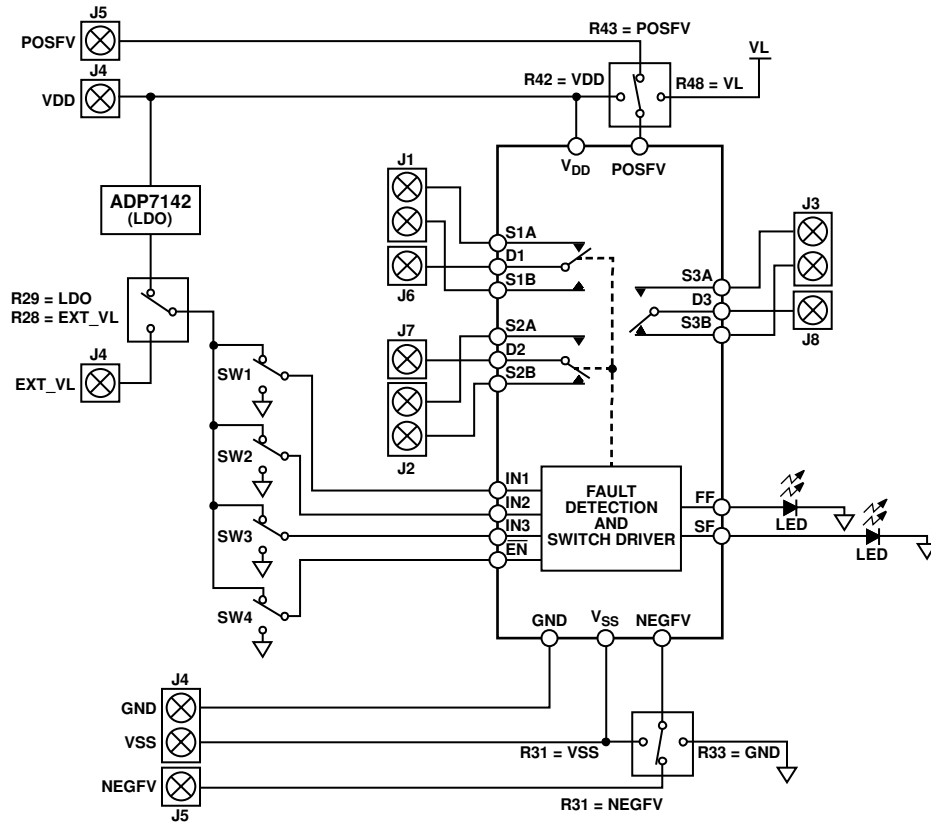 J5
POSFV
R43 = POSFV
VL
J4
VDD
R42 = VDD
R48 = VL
VDD
POSFV
ADP7142
(LDO)
J1
J6
S1A
D1
S1B
J3
S3A
D3
S3B
J8
R29 = LDO
R28 = EXT_VL
J7
S2A
D2
S2B
J2
J4
EXT_VL
SW1
SW2
SW3
SW4
IN1
IN2
IN3
EN
FAULT
DETECTION
AND
SWITCH DRIVER
FF
SF
LED
LED
GND
VSS
NEGFV
J4
GND
VSS
R31 = VSS
R33 = GND
NEGFV
J5
R31 = NEGFV